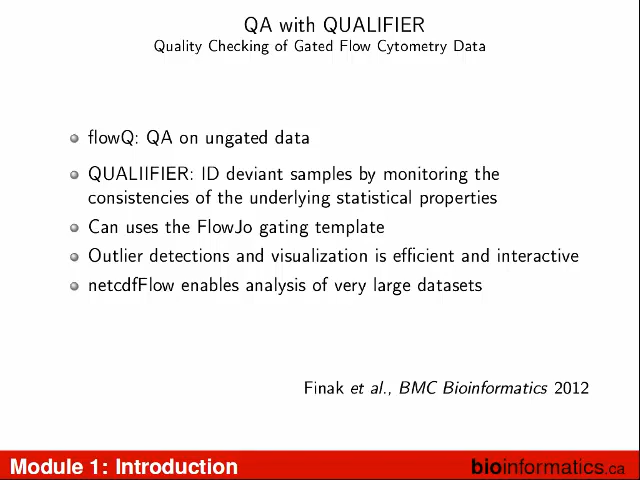 QA with QUALIFIER
Quality Checking of Gated Flow Cytometry Data
flowQ: QA on ungated data
QUALIIFIER: ID deviant samples by monitoring the
consistencies of the underlying statistical properties
Can uses the FlowJo gating template
Outlier detections and visualization is efficient and interactive
netcdfFlow enables analysis of very large datasets
Finak et al., BMC Bioinformatics 2012
Module 1: Introduction
bioinformatics.ca